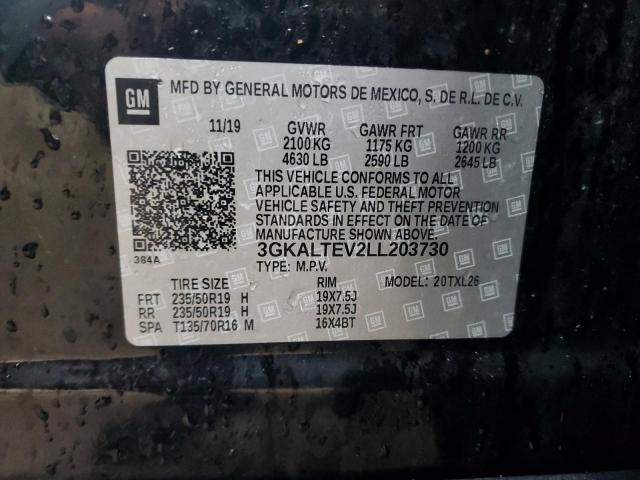 GM MFD BY GENERAL MOTORS DE MEXICO, S. DE R.L. DE C.V.
11/19 GVWR GAWR FRT GAWR RR
2100 KG 1175 KG 1200 KG
4630 LB 2590 LB 2645 LB
THIS VEHICLE CONFORMS TO ALL
APPLICABLE U.S. FEDERAL MOTOR
VEHICLE SAFETY AND THEFT PREVENTION
STANDARDS IN EFFECT ON THE DATE OF
MANUFACTURE SHOWN ABOVE.
384A 3GKALTEV2LL203730
TYPE: M.P.V. MODEL: 20TXL26
TIRE SIZE RIM
FRT 235/50R19 H 19X7.5J
RR 235/50R19 H 19X7.5J
SPA T135/70R16 M 16X4BT